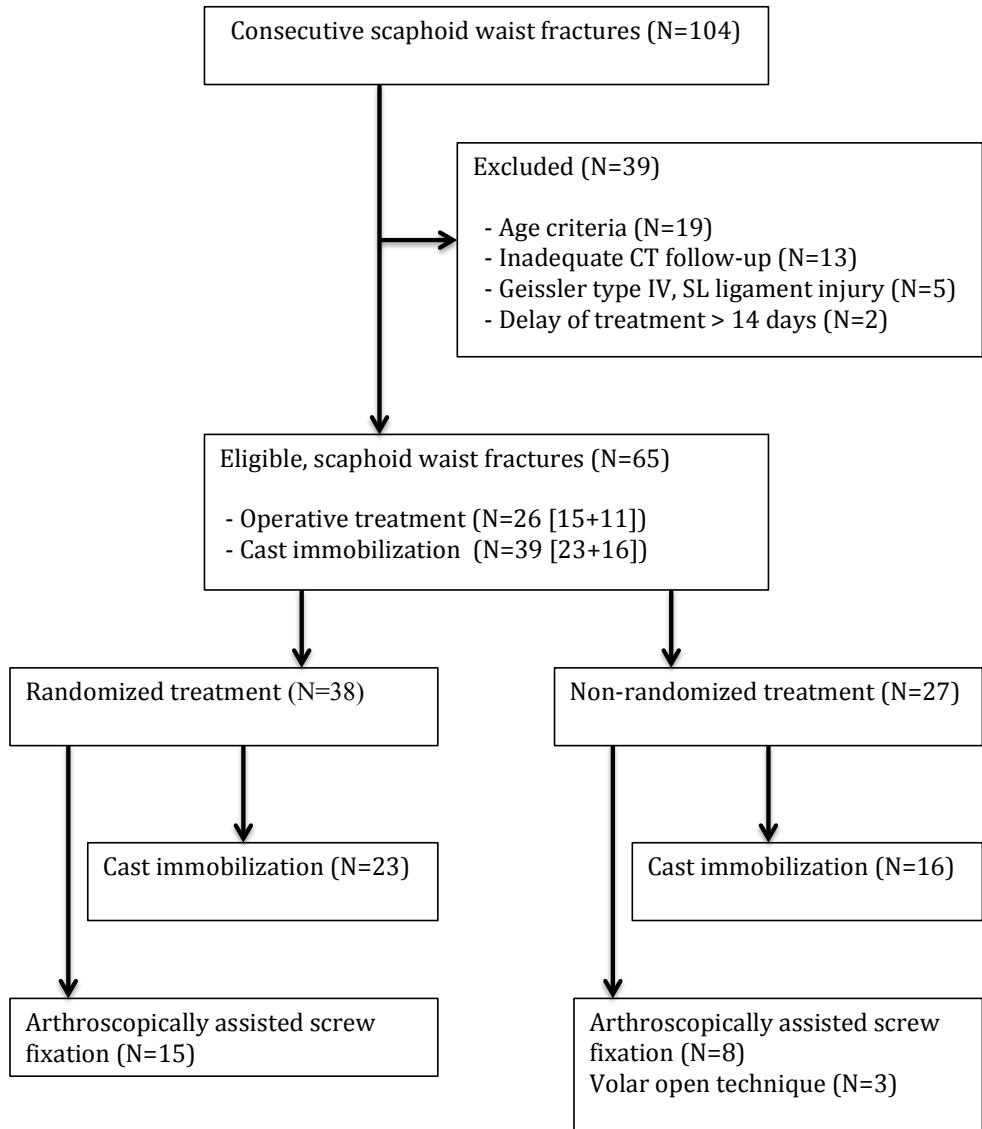 Consecutive scaphoid waist fractures (N=104)
Excluded (N=39)
- Age criteria (N=19)
- Inadequate CT follow-up (N=13)
- Geissler type IV, SL ligament injury (N=5)
- Delay of treatment > 14 days (N=2)
Eligible, scaphoid waist fractures (N=65)
- Operative treatment (N=26 [15+11])
- Cast immobilization (N=39 [23+16])
Randomized treatment (N=38)
Non-randomized treatment (N=27)
Cast immobilization (N=23)
Cast immobilization (N=16)
Arthroscopically assisted screw
fixation (N=15)
Arthroscopically assisted screw
fixation (N=8)
Volar open technique (N=3)